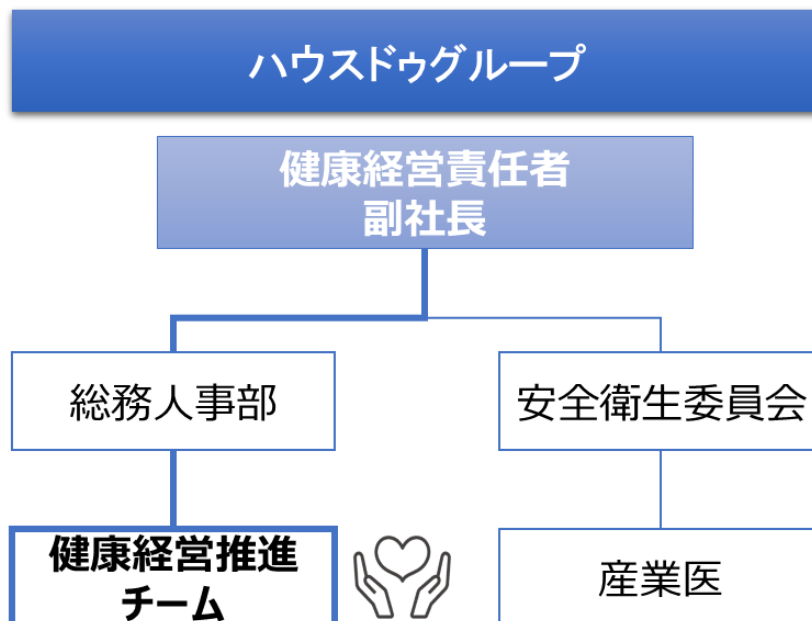 ハウスドゥグループ
健康経営責任者
副社長
総務人事部
安全衛生委員会
健康経営推進
チーム
産業医